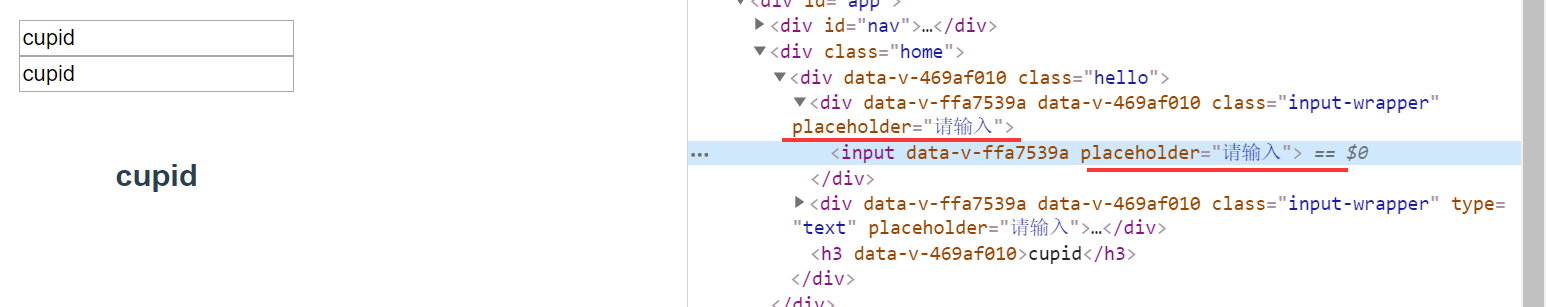 cupid
cupid
cupid
<div id="app">
<div id="nav">…</div>
<div class="home">
<div data-v-469af010 class="hello">
<div data-v-ffa7539a data-v-469af010 class="input-wrapper"
placeholder="请输入">
… <input data-v-ffa7539a placeholder="请输入"> == $0
</div>
<div data-v-ffa7539a data-v-469af010 class="input-wrapper" type=
"text" placeholder="请输入">…</div>
<h3 data-v-469af010>cupid</h3>
</div>
</div>